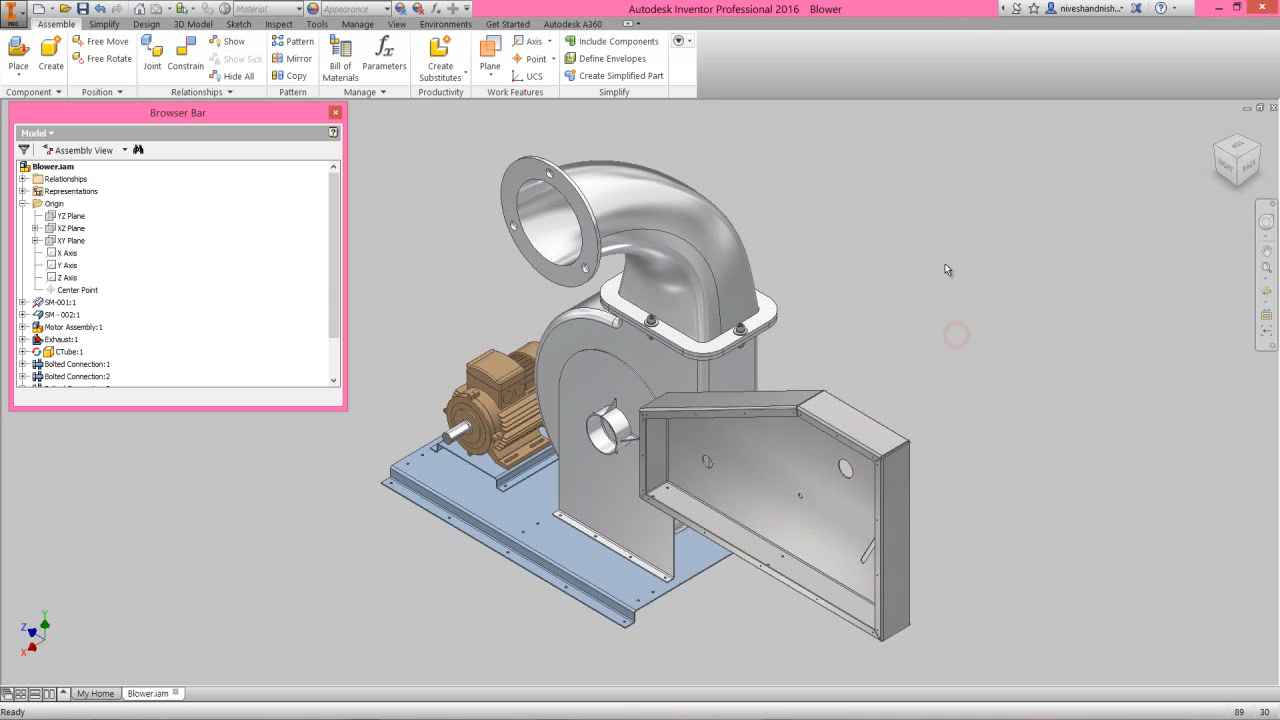 Autodesk Inventor Professional 2016 Blower
niveshandnish...
Material
Appearance
PRO
Assemble Simplify Design 3D Model Sketch Inspect Tools Manage View Environments Get Started Autodesk A360
Place Create Free Move Free Rotate Joint Constrain Show Show Sick Hide All Pattern Mirror Copy Bill of Materials Parameters Create Substitutes Plane Axis Point UCS Include Components Define Envelopes Create Simplified Part
fx
Component Position Relationships Pattern Manage Productivity Work Features Simplify
Browser Bar
Model
Assembly View
Blower.iam
Relationships
Representations
Origin
YZ Plane
XZ Plane
XY Plane
X Axis
Y Axis
Z Axis
Center Point
SM-001:1
SM - 002:1
Motor Assembly:1
Exhaust:1
CTube:1
Bolted Connection:1
Bolted Connection:2
RIGHT BACK
Y
Z
X
My Home Blower.iam
Ready 89 30